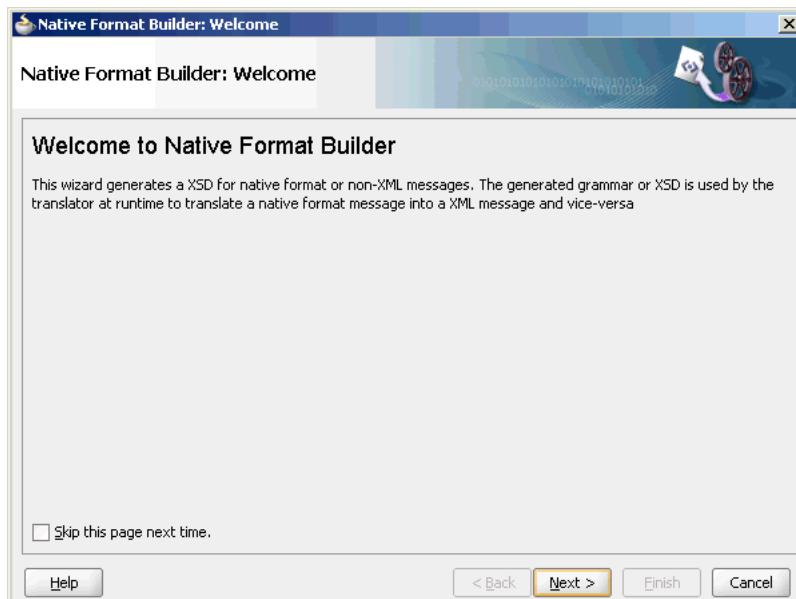 Native Format Builder: Welcome
Native Format Builder: Welcome
0101010101010101010101010101
01010101010
Welcome to Native Format Builder
This wizard generates a XSD for native format or non-XML messages. The generated grammar or XSD is used by the
translator at runtime to translate a native format message into a XML message and vice-versa
Skip this page next time.
Help
< Back
Next >
Finish
Cancel